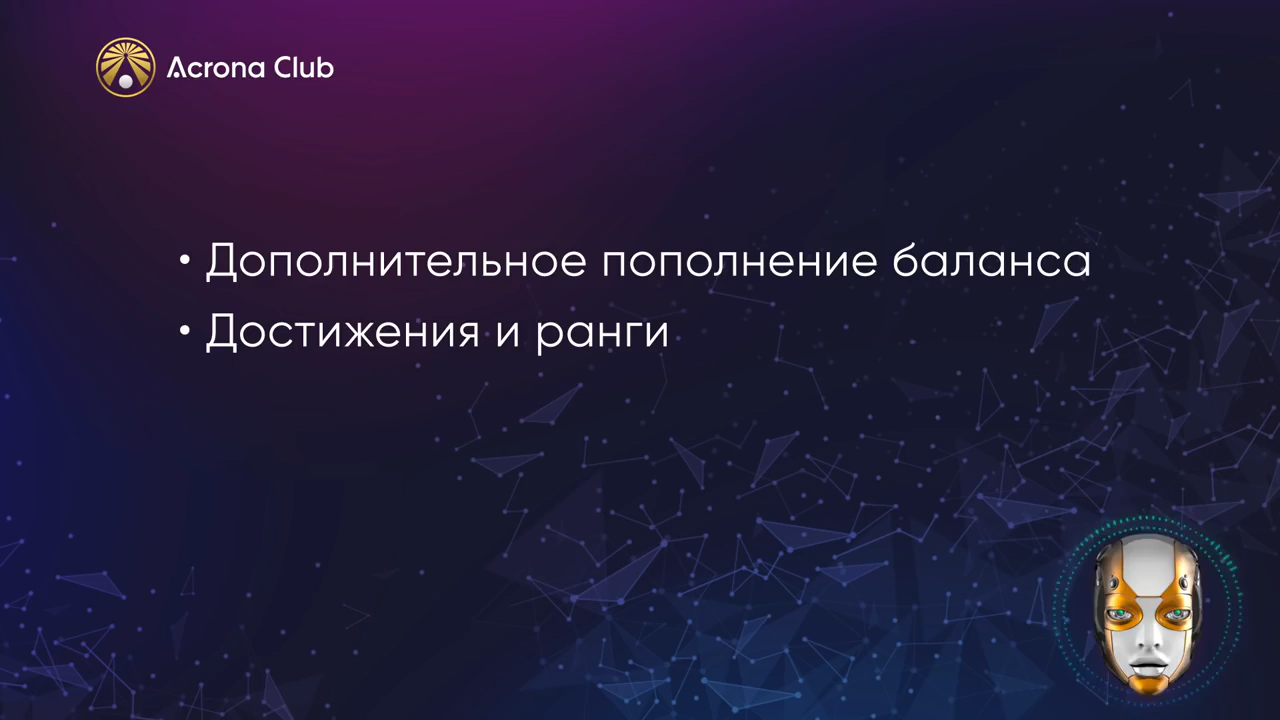 Acrona Club
• Дополнительное пополнение баланса
• Достижения и ранги